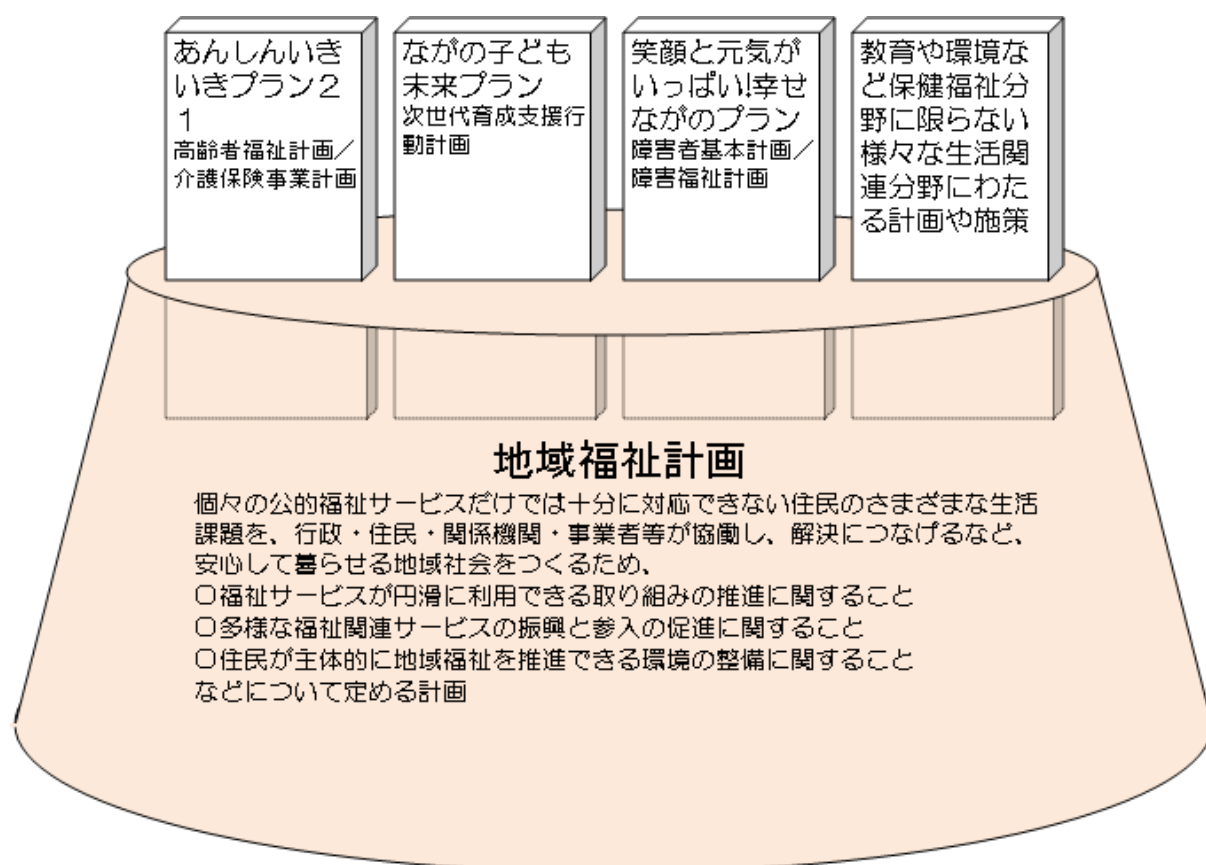 あんしんいき
いきプラン２
１
高齢者福祉計画／
介護保険事業計画
ながの子ども
未来プラン
次世代育成支援行
動計画
笑顔と元気が
いっぱい!幸せ
ながのプラン
障害者基本計画／
障害福祉計画
教育や環境な
ど保健福祉分
野に限らない
様々な生活関
連分野にわた
る計画や施策
地域福祉計画
個々の公的福祉サービスだけでは十分に対応できない住民のさまざまな生活
課題を、行政・住民・関係機関・事業者等が協働し、解決につなげるなど、
安心して暮らせる地域社会をつくるため、
○福祉サービスが円滑に利用できる取り組みの推進に関すること
○多様な福祉関連サービスの振興と参入の促進に関すること
○住民が主体的に地域福祉を推進できる環境の整備に関すること
などについて定める計画